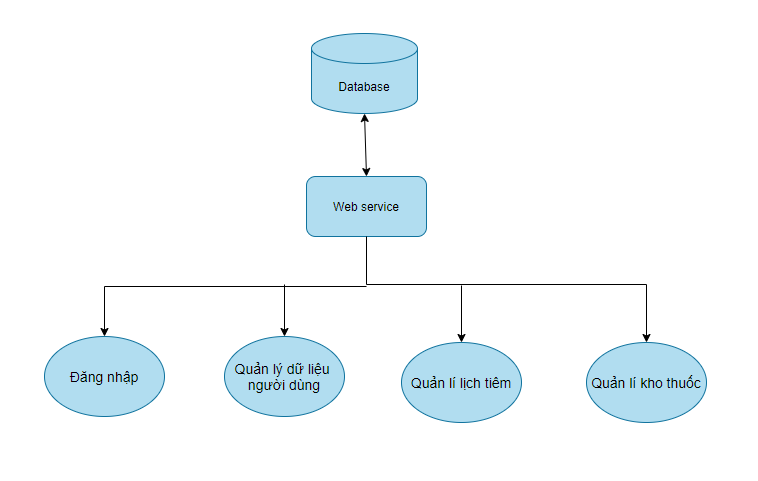 Database
Web service
Đăng nhập
Quản lý dữ liệu
người dùng
Quản lí lịch tiêm
Quản lí kho thuốc